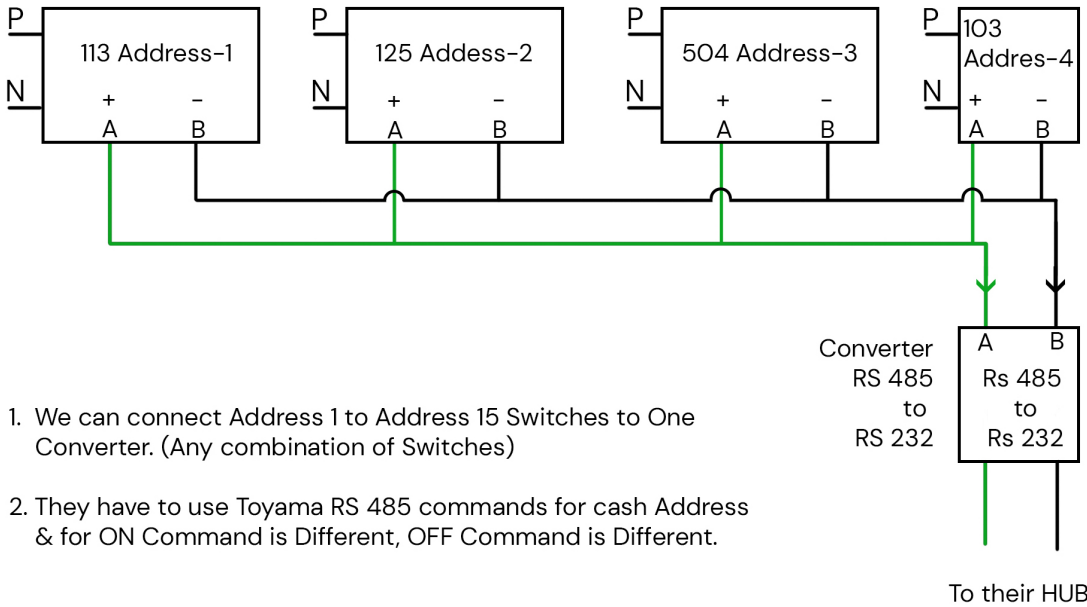 P
113 Address-1
N
+ -
A B
P
125 Addess-2
N
+ -
A B
P
504 Address-3
N
+ -
A B
P
103
Addres-4
N
+ -
A B
Converter
RS 485
to
RS 232
A B
Rs 485
to
Rs 232
1. We can connect Address 1 to Address 15 Switches to One
Converter. (Any combination of Switches)
2. They have to use Toyama RS 485 commands for cash Address
& for ON Command is Different, OFF Command is Different.
To their HUB